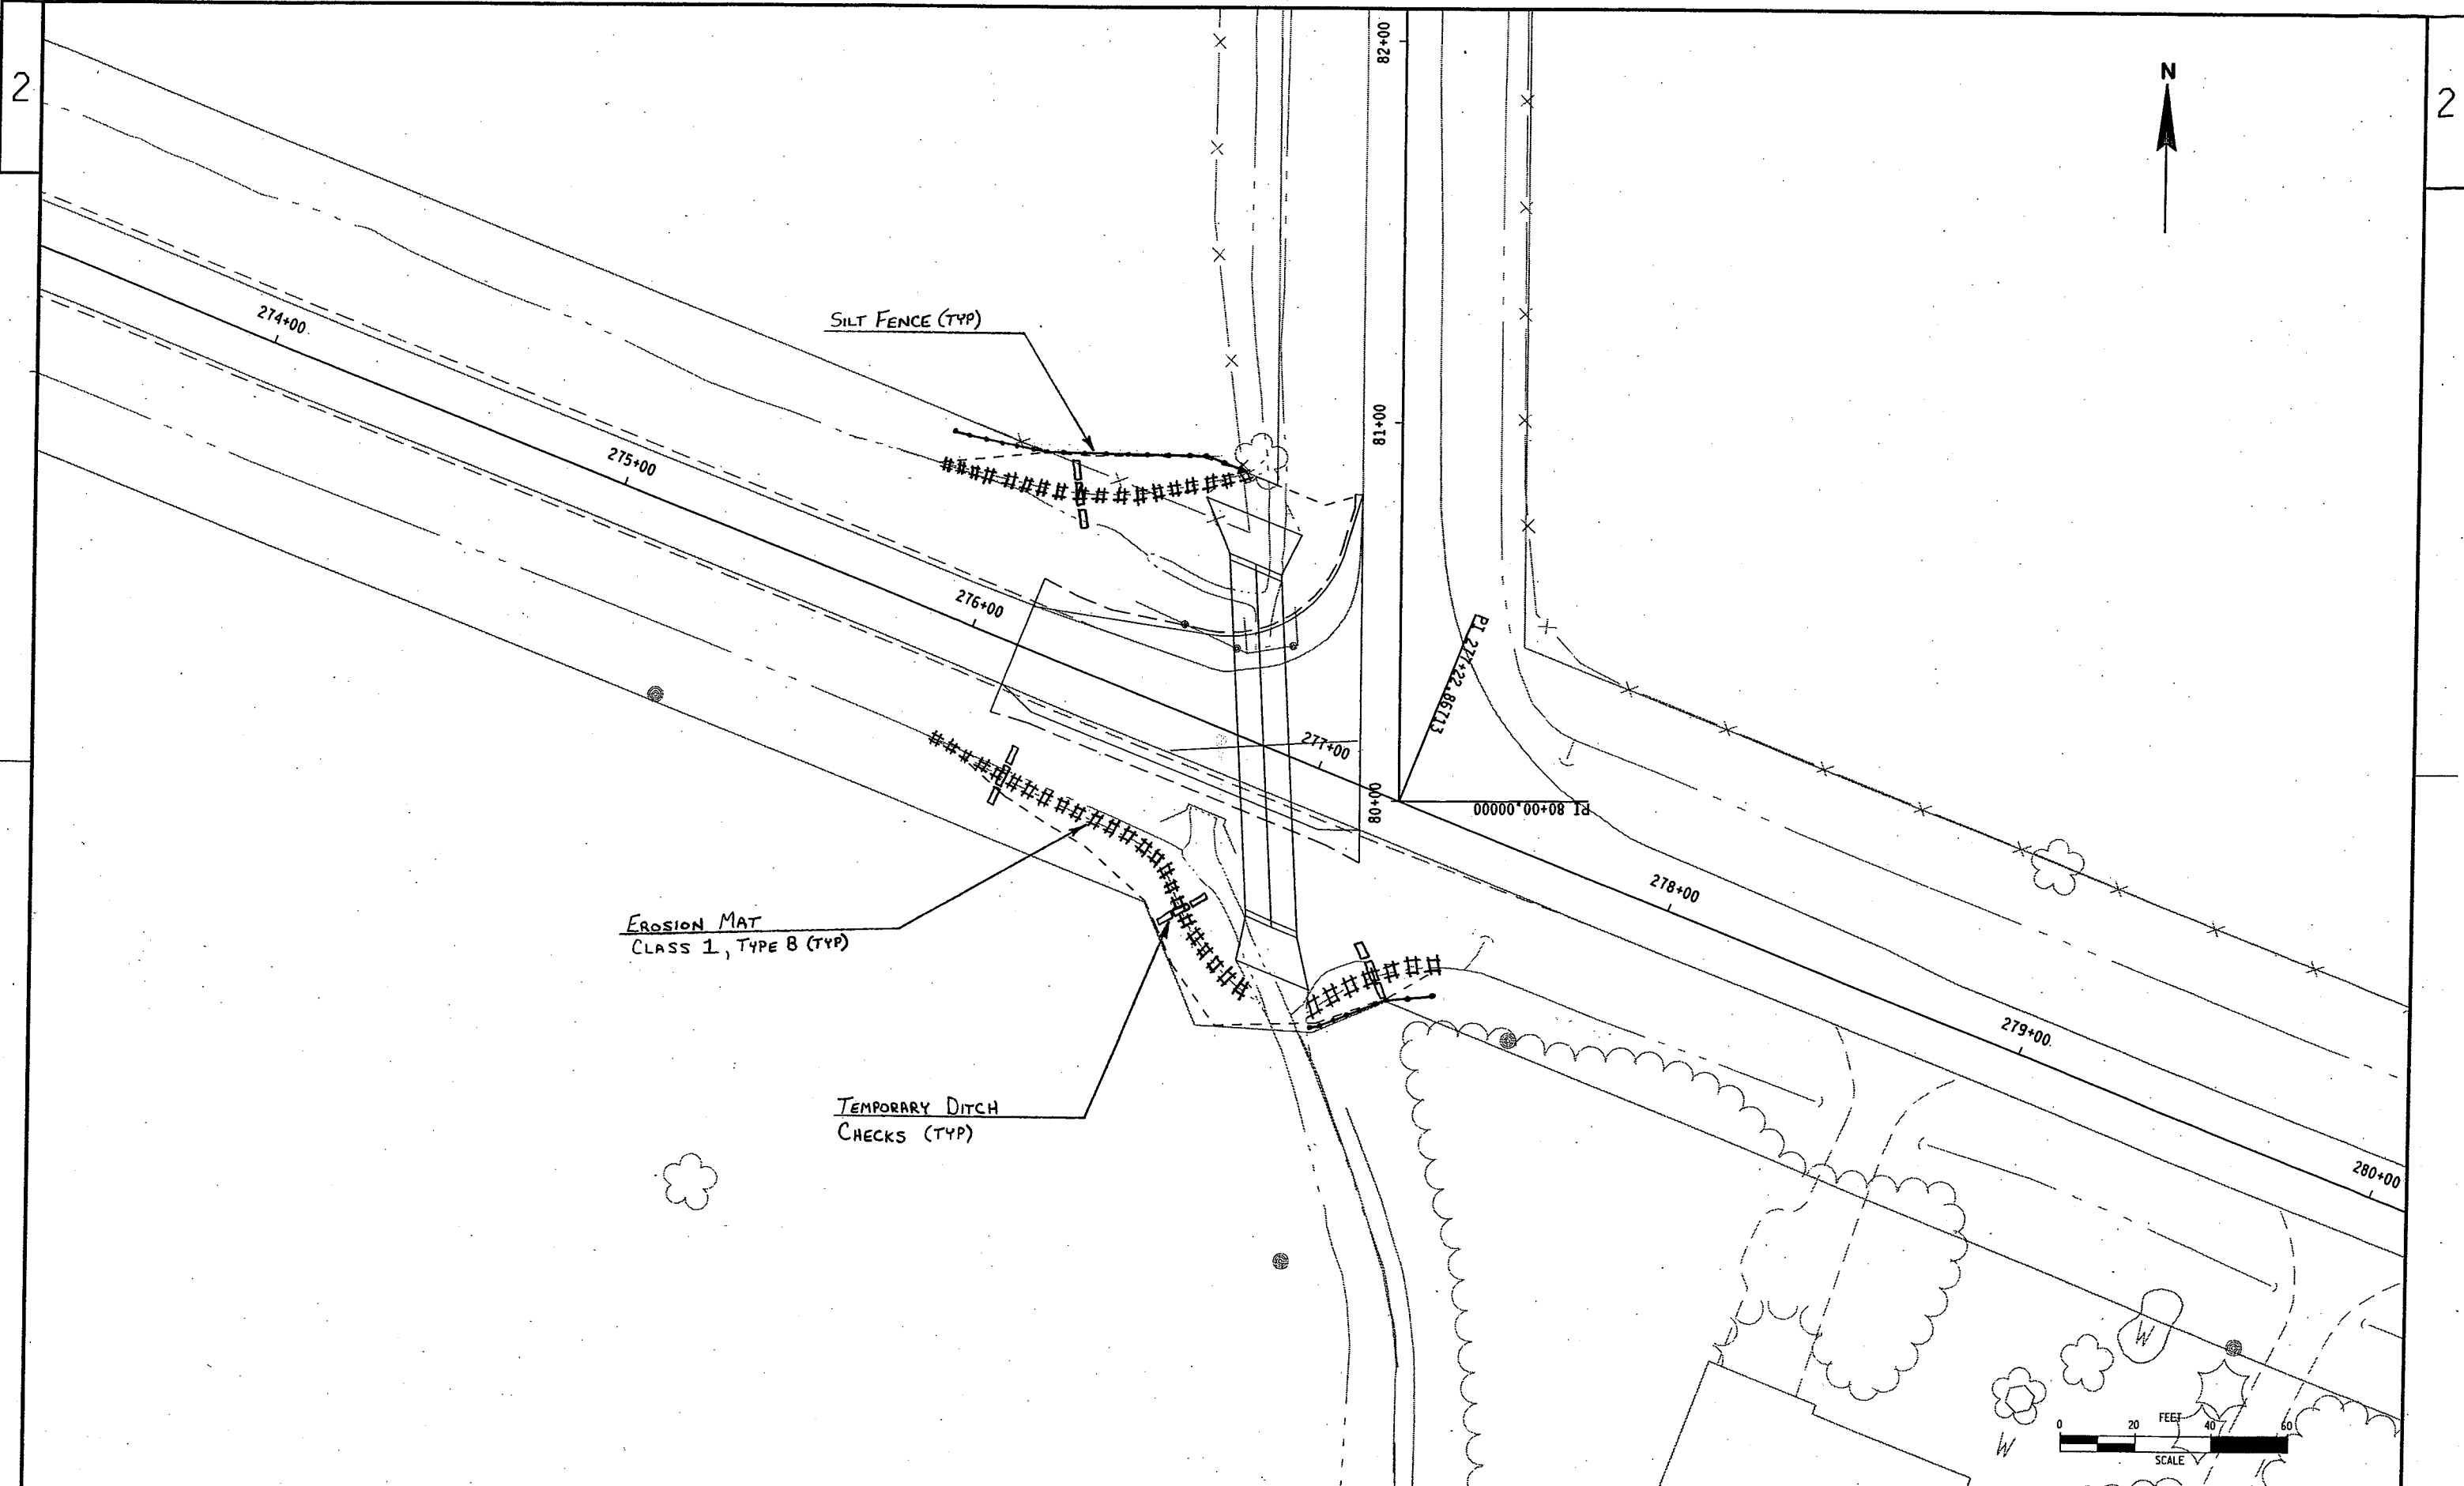 2
82+00
N
2
274+00
SILT FENCE (TYP)
81+00
275+00
276+00
PI 277+22.86713
277+00
80+00
PI 80+00.00000
278+00
EROSION MAT
CLASS 1, TYPE B (TYP)
279+00
TEMPORARY DITCH
CHECKS (TYP)
280+00
W
W
0 20 FEET 40 60
SCALE